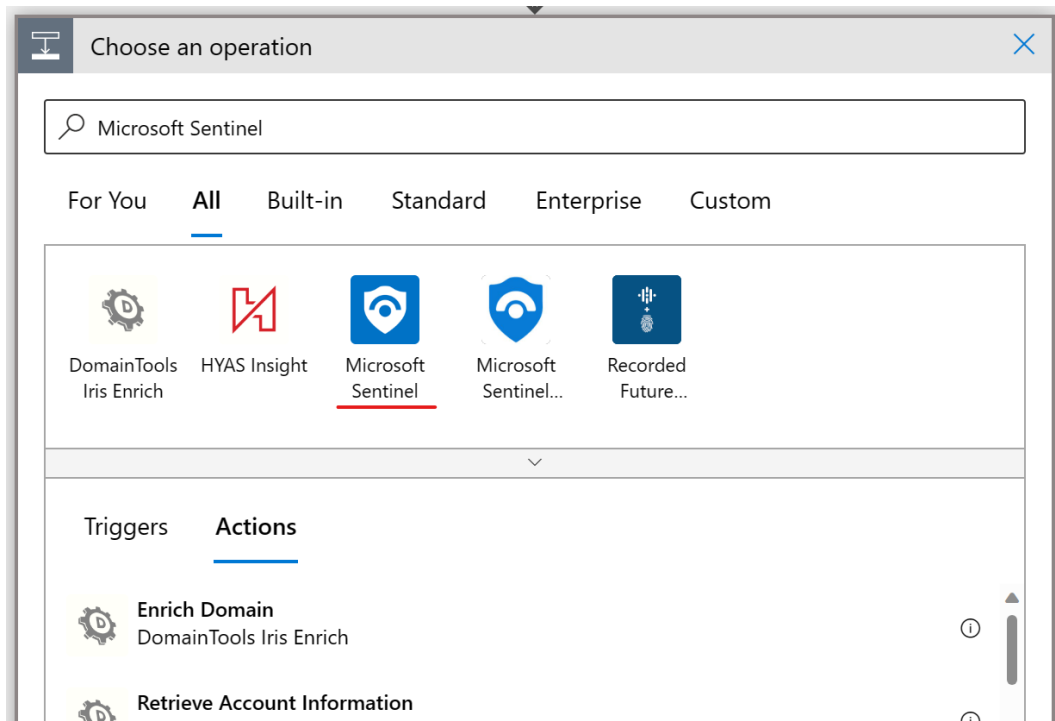 Choose an operation
Microsoft Sentinel
For You All Built-in Standard Enterprise Custom
DomainTools Iris Enrich
HYAS Insight
Microsoft Sentinel
Microsoft Sentinel...
Recorded Future...
Triggers Actions
Enrich Domain
DomainTools Iris Enrich
Retrieve Account Information